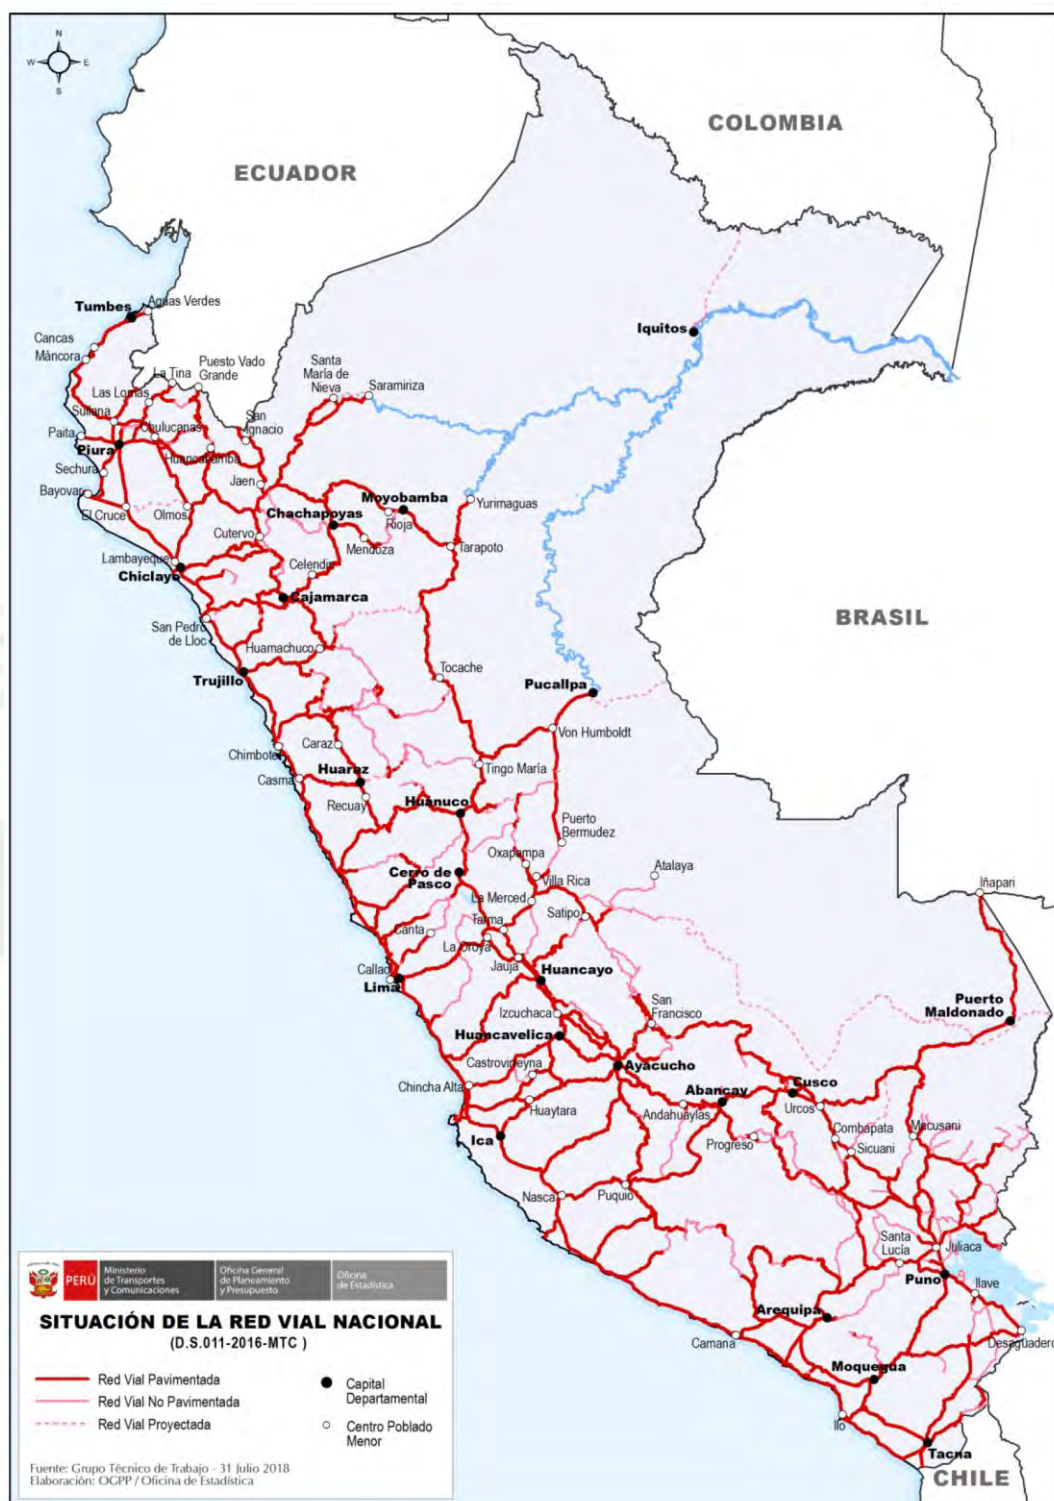 N
W
E
S
COLOMBIA
ECUADOR
Tumbes
Aguas Verdes
Iquitos
Cancas
Màncora
La Tina
Puesto Vado
Grande
Santa
María de
Nieva
Saramiriza
Las Lomas
Sullana
San
Ignacio
Paita
Chulucanas
Piura
Huancabamba
Sechura
Jaen
Bayovar
Moyobamba
Yurimaguas
El Cruce
Olmos
Chachapoyas
Rioja
Cutervo
Mendoza
Tarapoto
Lambayeque
Celendin
Chiclayo
Cajamarca
BRASIL
San Pedro
de Lloc
Huamachuco
Trujillo
Tocache
Pucallpa
Von Humboldt
Chimbote
Caraz
Casma
Huaraz
Tingo María
Recuay
Huánuco
Puerto
Bermudez
Oxapampa
Cerro de
Pasco
Villa Rica
Atalaya
Iñapari
La Merced
Satipo
Canta
Tarma
La Oroya
Jauja
Callao
Lima
Huancayo
Izcuchaca
San
Francisco
Puerto
Maldonado
Huancavelica
Castrovireyna
Ayacucho
Chincha Alta
Abancay
Cusco
Huaytara
Andahuaylas
Urcos
Ica
Progreso
Combapata
Macusani
Sicuani
Nasca
Puquio
Santa
Lucía
Juliaca
Puno
Ilave
Arequipa
Camana
Desaguadero
Moquegua
Ilo
Tacna
CHILE
PERÚ
Ministerio
de Transportes
y Comunicaciones
Oficina General
de Planeamiento
y Presupuesto
Oficina
de Estadística
SITUACIÓN DE LA RED VIAL NACIONAL
(D.S.011-2016-MTC )
Red Vial Pavimentada
Red Vial No Pavimentada
Red Vial Proyectada
Capital
Departamental
Centro Poblado
Menor
Fuente: Grupo Técnico de Trabajo - 31 Julio 2018
Elaboración: OGPP / Oficina de Estadística